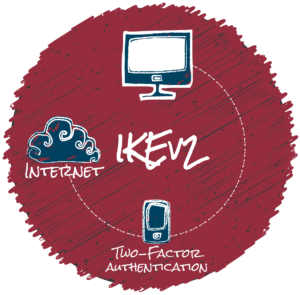 IKEv2
Internet
Two-Factor
Authentication